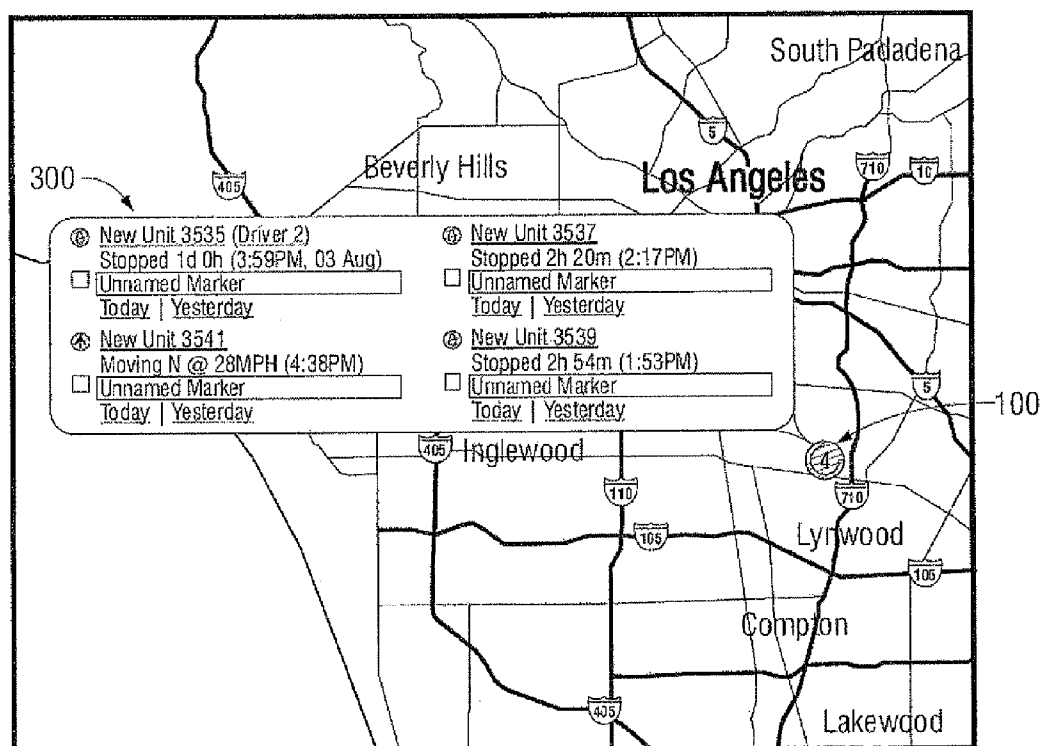 South Padadena
5
Beverly Hills
300
405
Los Angeles
710
10
New Unit 3535 (Driver 2)
Stopped 1d 0h (3:59PM, 03 Aug)
Unnamed Marker
Today | Yesterday
New Unit 3537
Stopped 2h 20m (2:17PM)
Unnamed Marker
Today | Yesterday
New Unit 3541
Moving N @ 28MPH (4:38PM)
Unnamed Marker
Today | Yesterday
New Unit 3539
Stopped 2h 54m (1:53PM)
Unnamed Marker
Today | Yesterday
5
100
405
Inglewood
4
110
710
105
Lynwood
105
Compton
405
Lakewood